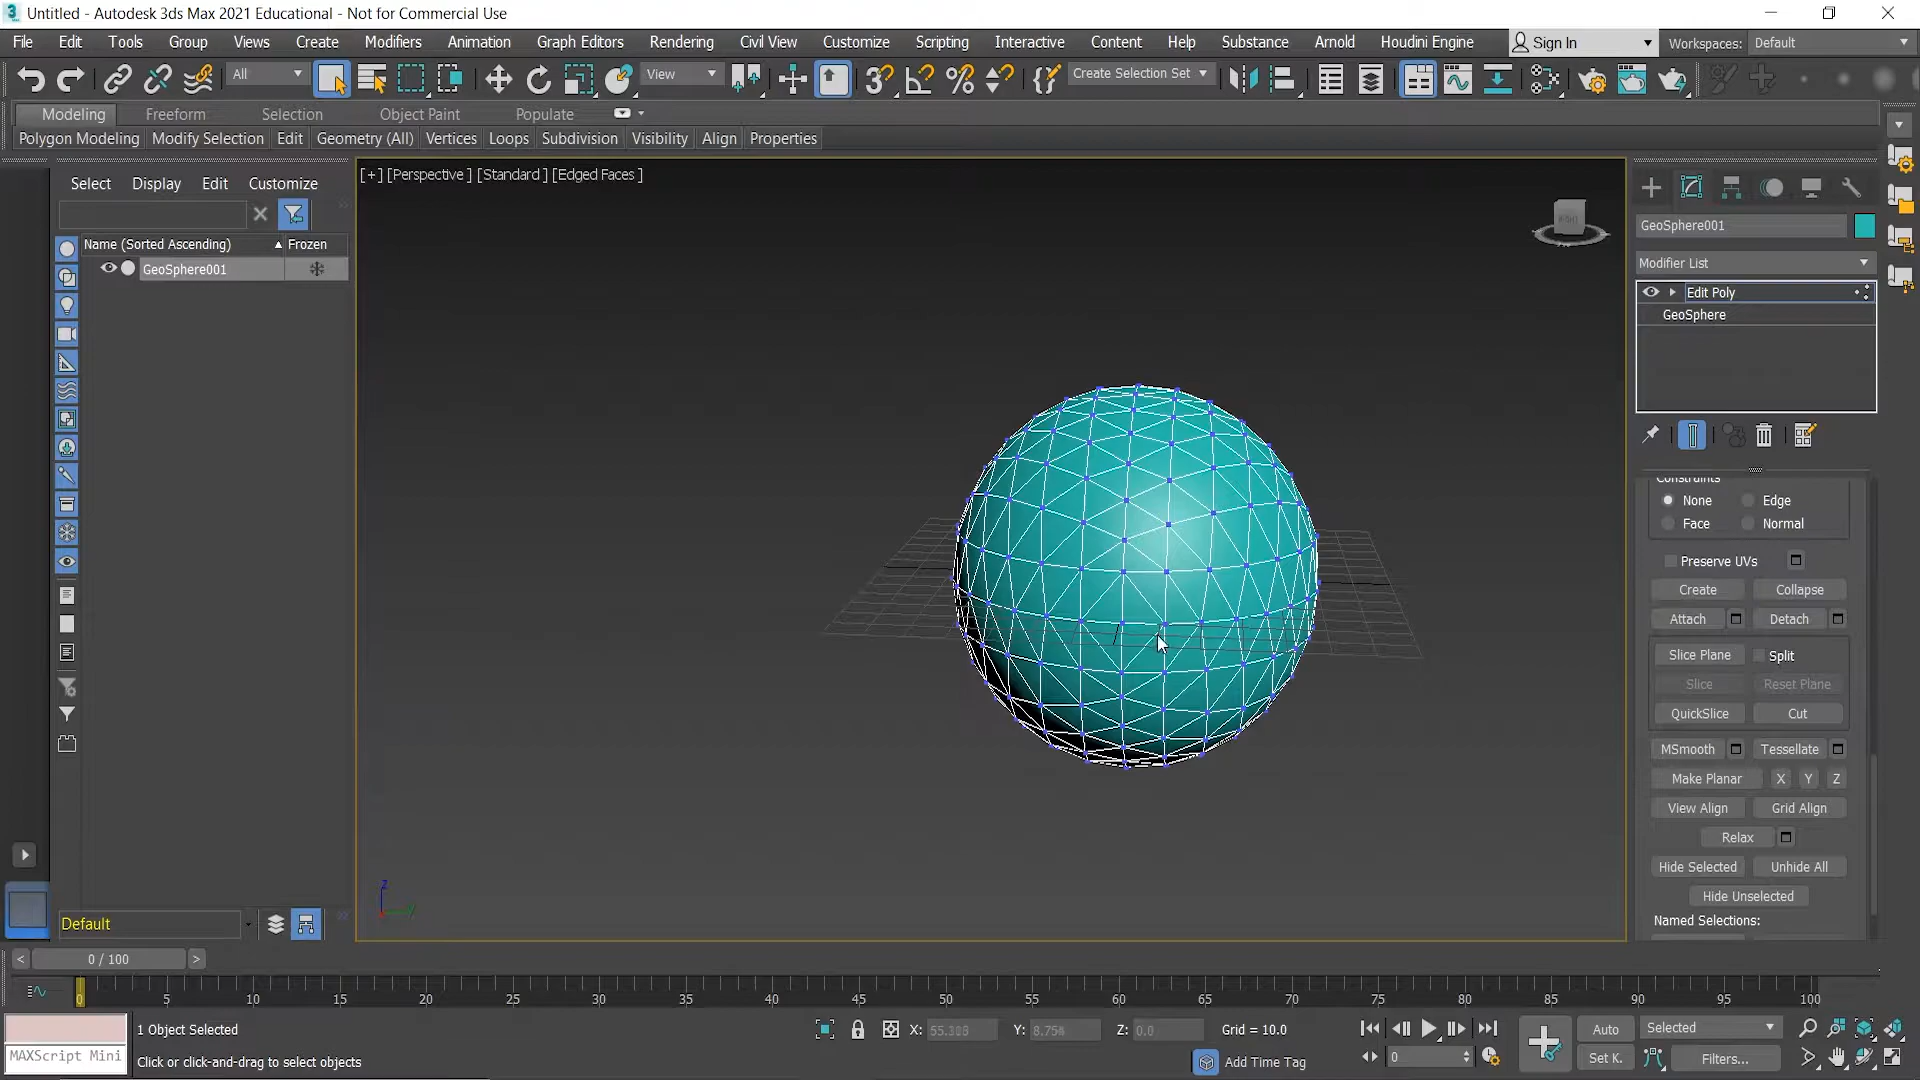 Untitled - Autodesk 3ds Max 2021 Educational - Not for Commercial Use
File Edit Tools Group Views Create Modifiers Animation Graph Editors Rendering Civil View Customize Scripting Interactive Content Help Substance Arnold Houdini Engine Sign In Workspaces: Default
All View Create Selection Set
Modeling Freeform Selection Object Paint Populate
Polygon Modeling Modify Selection Edit Geometry (All) Vertices Loops Subdivision Visibility Align Properties
[+] [Perspective] [Standard] [Edged Faces]
Select Display Edit Customize
Name (Sorted Ascending) Frozen
GeoSphere001
GeoSphere001
Modifier List
Edit Poly
GeoSphere
Constraints
None Edge
Face Normal
Preserve UVs
Create Collapse
Attach Detach
Slice Plane Split
Slice Reset Plane
QuickSlice Cut
MSmooth Tessellate
Make Planar X Y Z
View Align Grid Align
Relax
Hide Selected Unhide All
Hide Unselected
Named Selections:
z
Default
0 / 100
0 5 10 15 20 25 30 35 40 45 50 55 60 65 70 75 80 85 90 95 100
1 Object Selected X: 55.303 Y: 8.754 Z: 0.0 Grid = 10.0 Auto Selected
MAXScript Mini Click or click-and-drag to select objects Add Time Tag 0 Set K. Filters...